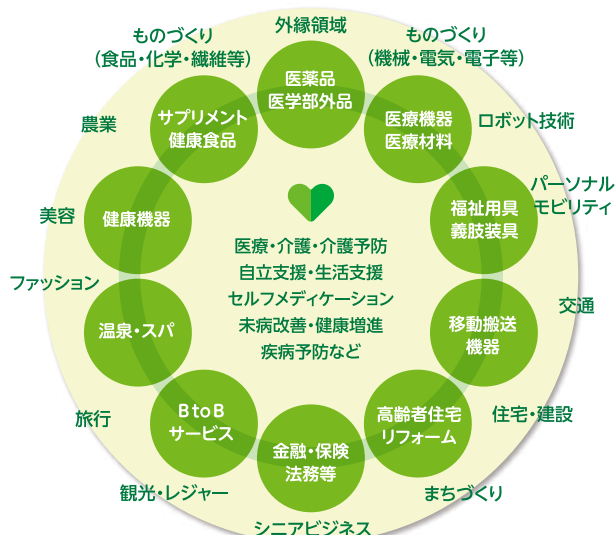 外縁領域
ものづくり
（食品・化学・繊維等）
ものづくり
（機械・電気・電子等）
医薬品
医学部外品
サプリメント
健康食品
医療機器
医療材料
農業
ロボット技術
パーソナル
モビリティ
美容
健康機器
福祉用具
義肢装具
医療・介護・介護予防
自立支援・生活支援
セルフメディケーション
未病改善・健康増進
疾病予防など
ファッション
交通
温泉・スパ
移動搬送
機器
旅行
BtoB
サービス
高齢者住宅
リフォーム
住宅・建設
金融・保険
法務等
観光・レジャー
まちづくり
シニアビジネス